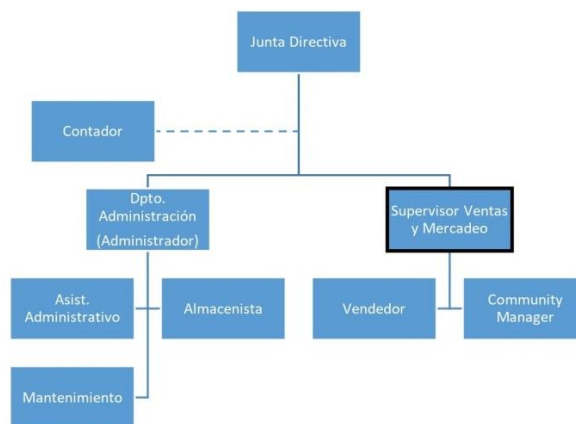 Junta Directiva
Contador
Dpto.
Administración
(Administrador)
Supervisor Ventas
y Mercadeo
Asist.
Administrativo
Almacenista
Vendedor
Community
Manager
Mantenimiento